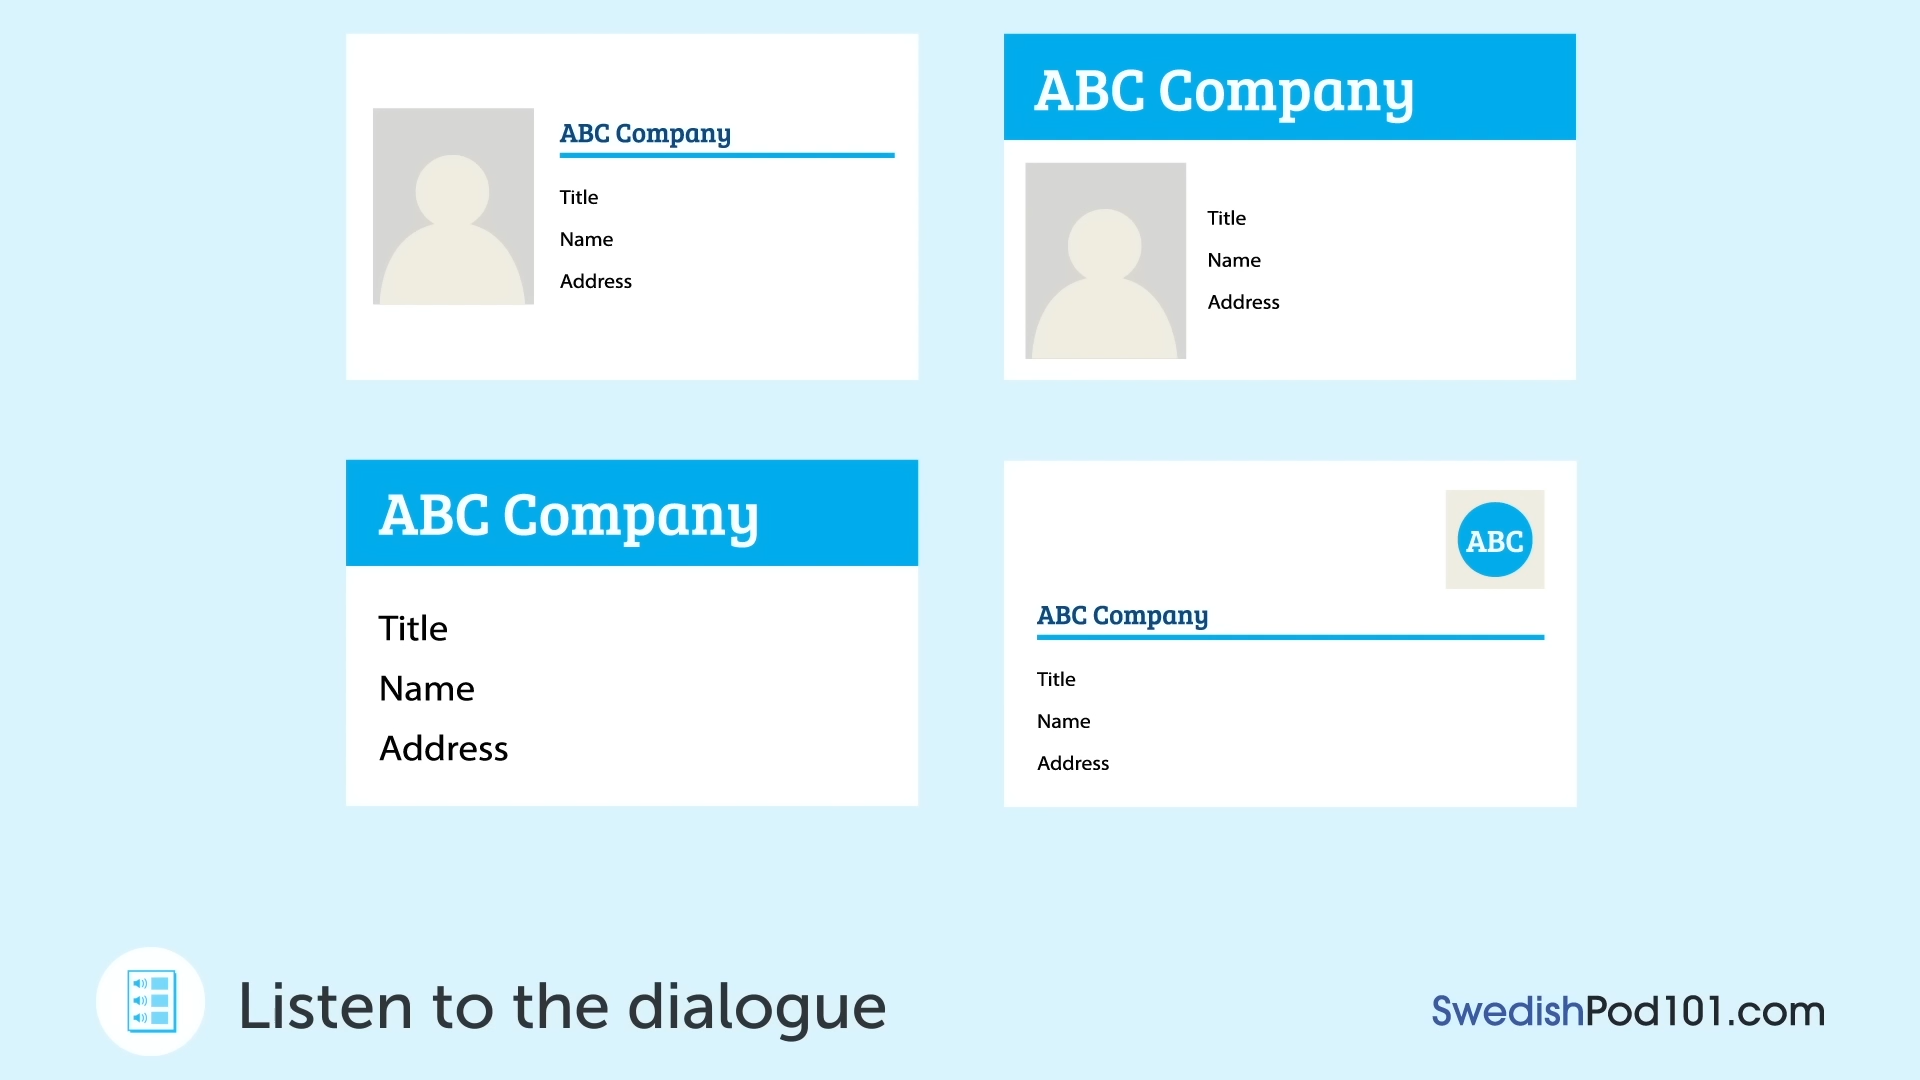 ABC Company
Title
Name
Address
ABC Company
Title
Name
Address
ABC Company
Title
Name
Address
ABC
ABC Company
Title
Name
Address
Listen to the dialogue
SwedishPod101.com